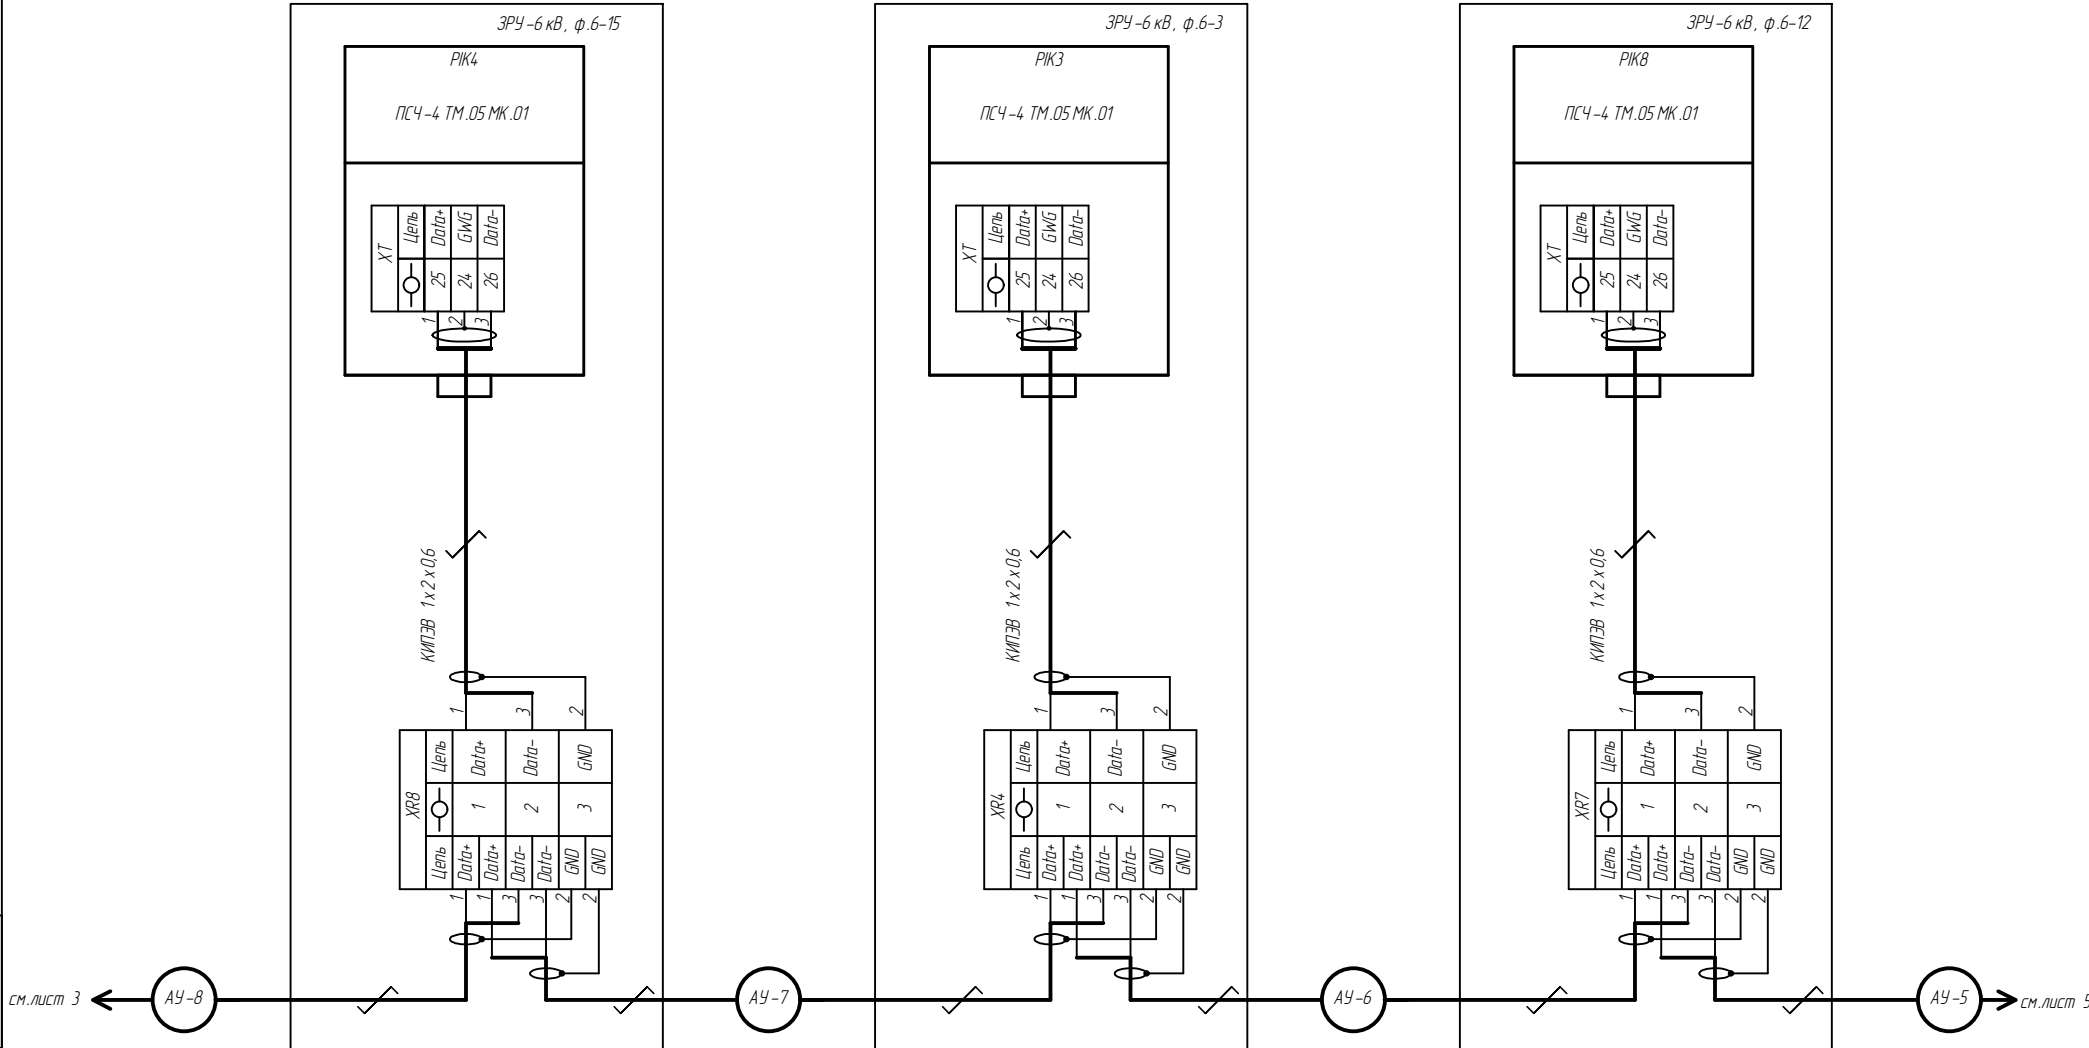 ЗРУ-6 кВ, ф.6-15
PIK4
ПСЧ-4 ТМ.05 МК.01
XT
Цепь
Data+
GWG
Data-
25
24
26
1
2
3
КИПЭВ 1x2x0,6
1
3
2
XR8
Цепь
Data+
Data-
GND
1
2
3
Цепь
Data+
Data+
Data-
Data-
GND
GND
1
1
3
3
2
2
ЗРУ-6 кВ, ф.6-3
PIK3
ПСЧ-4 ТМ.05 МК.01
XT
Цепь
Data+
GWG
Data-
25
24
26
1
2
3
КИПЭВ 1x2x0,6
1
3
2
XR4
Цепь
Data+
Data-
GND
1
2
3
Цепь
Data+
Data+
Data-
Data-
GND
GND
1
1
3
3
2
2
ЗРУ-6 кВ, ф.6-12
PIK8
ПСЧ-4 ТМ.05 МК.01
XT
Цепь
Data+
GWG
Data-
25
24
26
1
2
3
КИПЭВ 1x2x0,6
1
3
2
XR7
Цепь
Data+
Data-
GND
1
2
3
Цепь
Data+
Data+
Data-
Data-
GND
GND
1
1
3
3
2
2
см.лист 3
АУ-8
АУ-7
АУ-6
АУ-5
см.лист 5